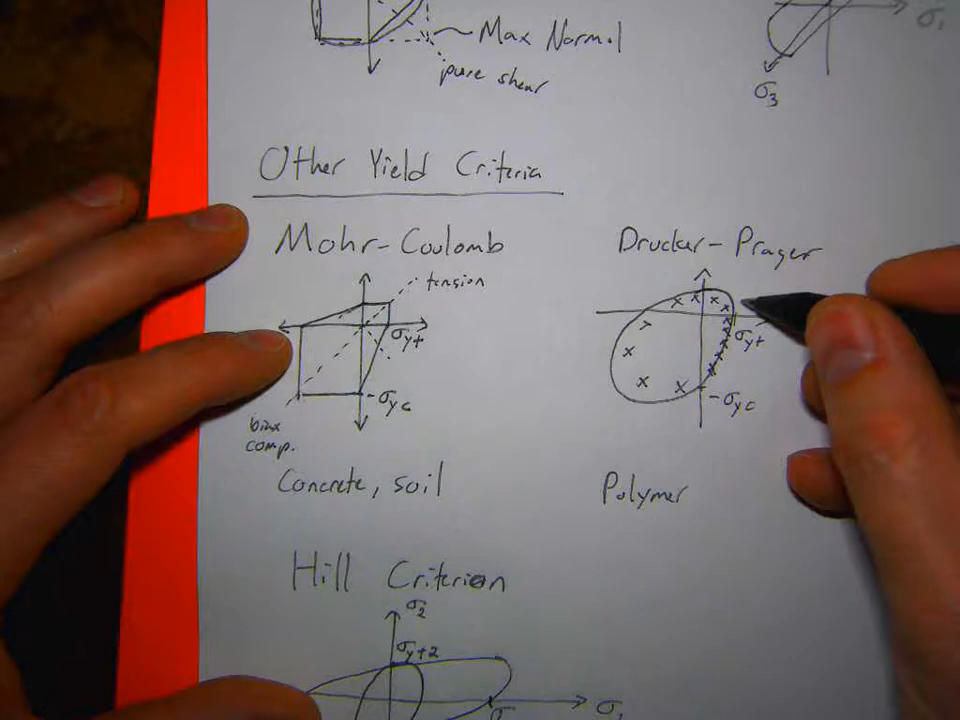 Max Normal
pure shear
σ₁
σ₃
Other Yield Criteria
Mohr-Coulomb
tension
σyt
-σyc
biax
comp.
Concrete, soil
Drucker-Prager
σyt
-σyc
Polymer
Hill Criterion
σ₂
σyt2
σ₁